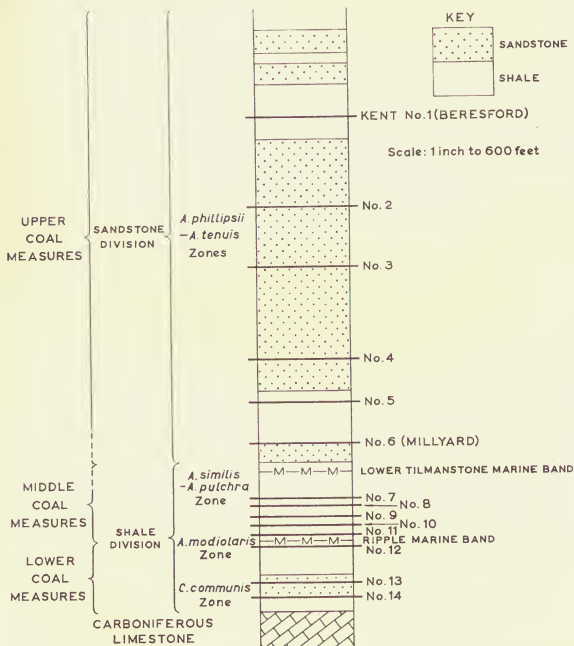 KEY
SANDSTONE
SHALE
KENT No.1 (BERESFORD)
Scale: 1 inch to 600 feet
No. 2
UPPER
COAL
MEASURES
SANDSTONE
DIVISION
A. phillipsii
–A. tenuis
Zones
No. 3
No. 4
No. 5
No. 6 (MILLYARD)
A. similis
–A. pulchra
Zone
M M M
LOWER TILMANSTONE MARINE BAND
MIDDLE
COAL
MEASURES
No. 7
No. 8
No. 9
No. 10
No. 11
SHALE
DIVISION
A. modiolaris
Zone
M M M
RIPPLE MARINE BAND
No. 12
LOWER
COAL
MEASURES
C. communis
Zone
No. 13
No. 14
CARBONIFEROUS
LIMESTONE